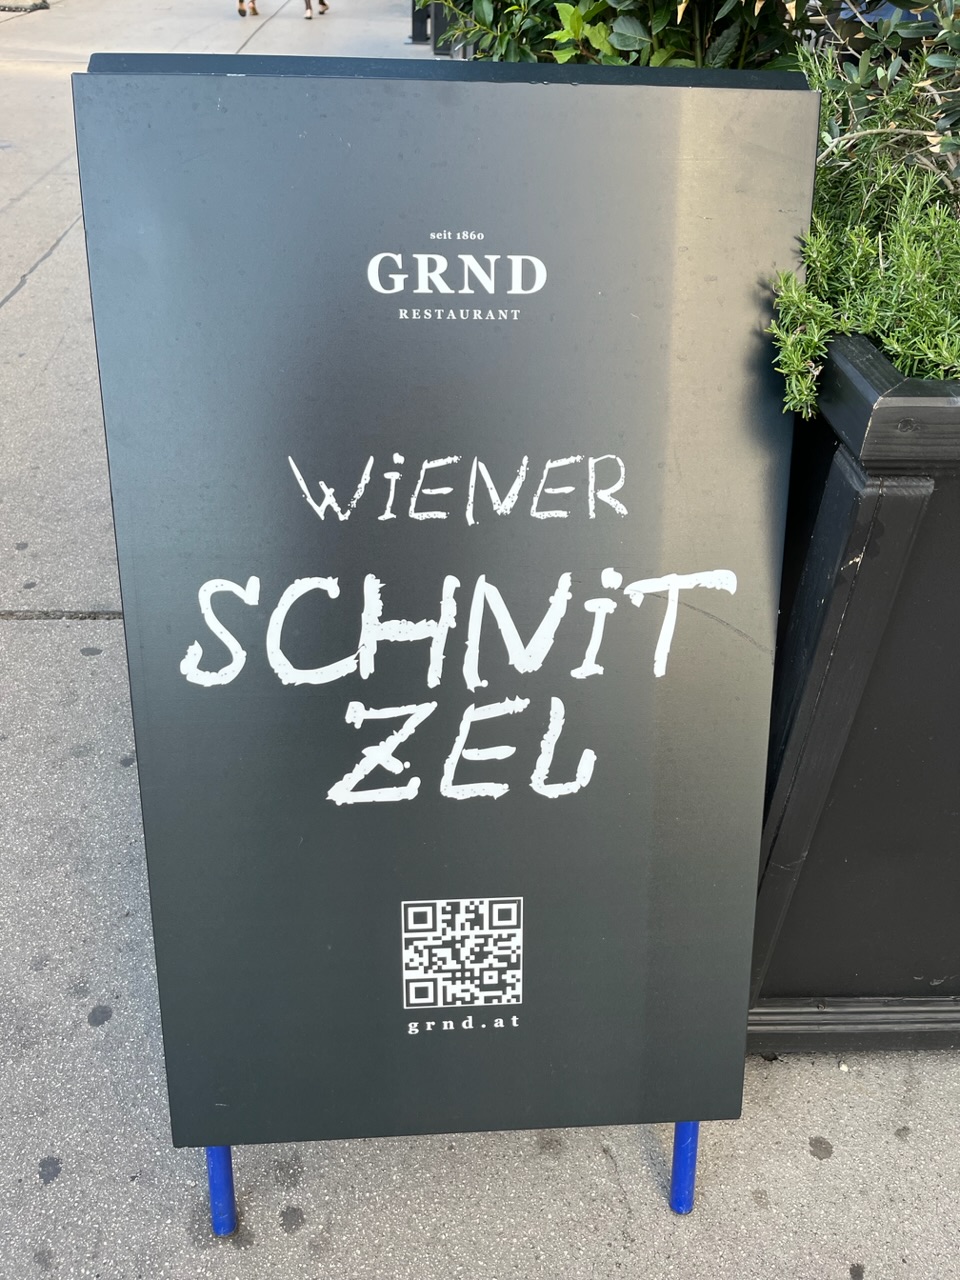 seit 1860
GRND
RESTAURANT
WiENER
SCHNiT
ZEL
grnd.at